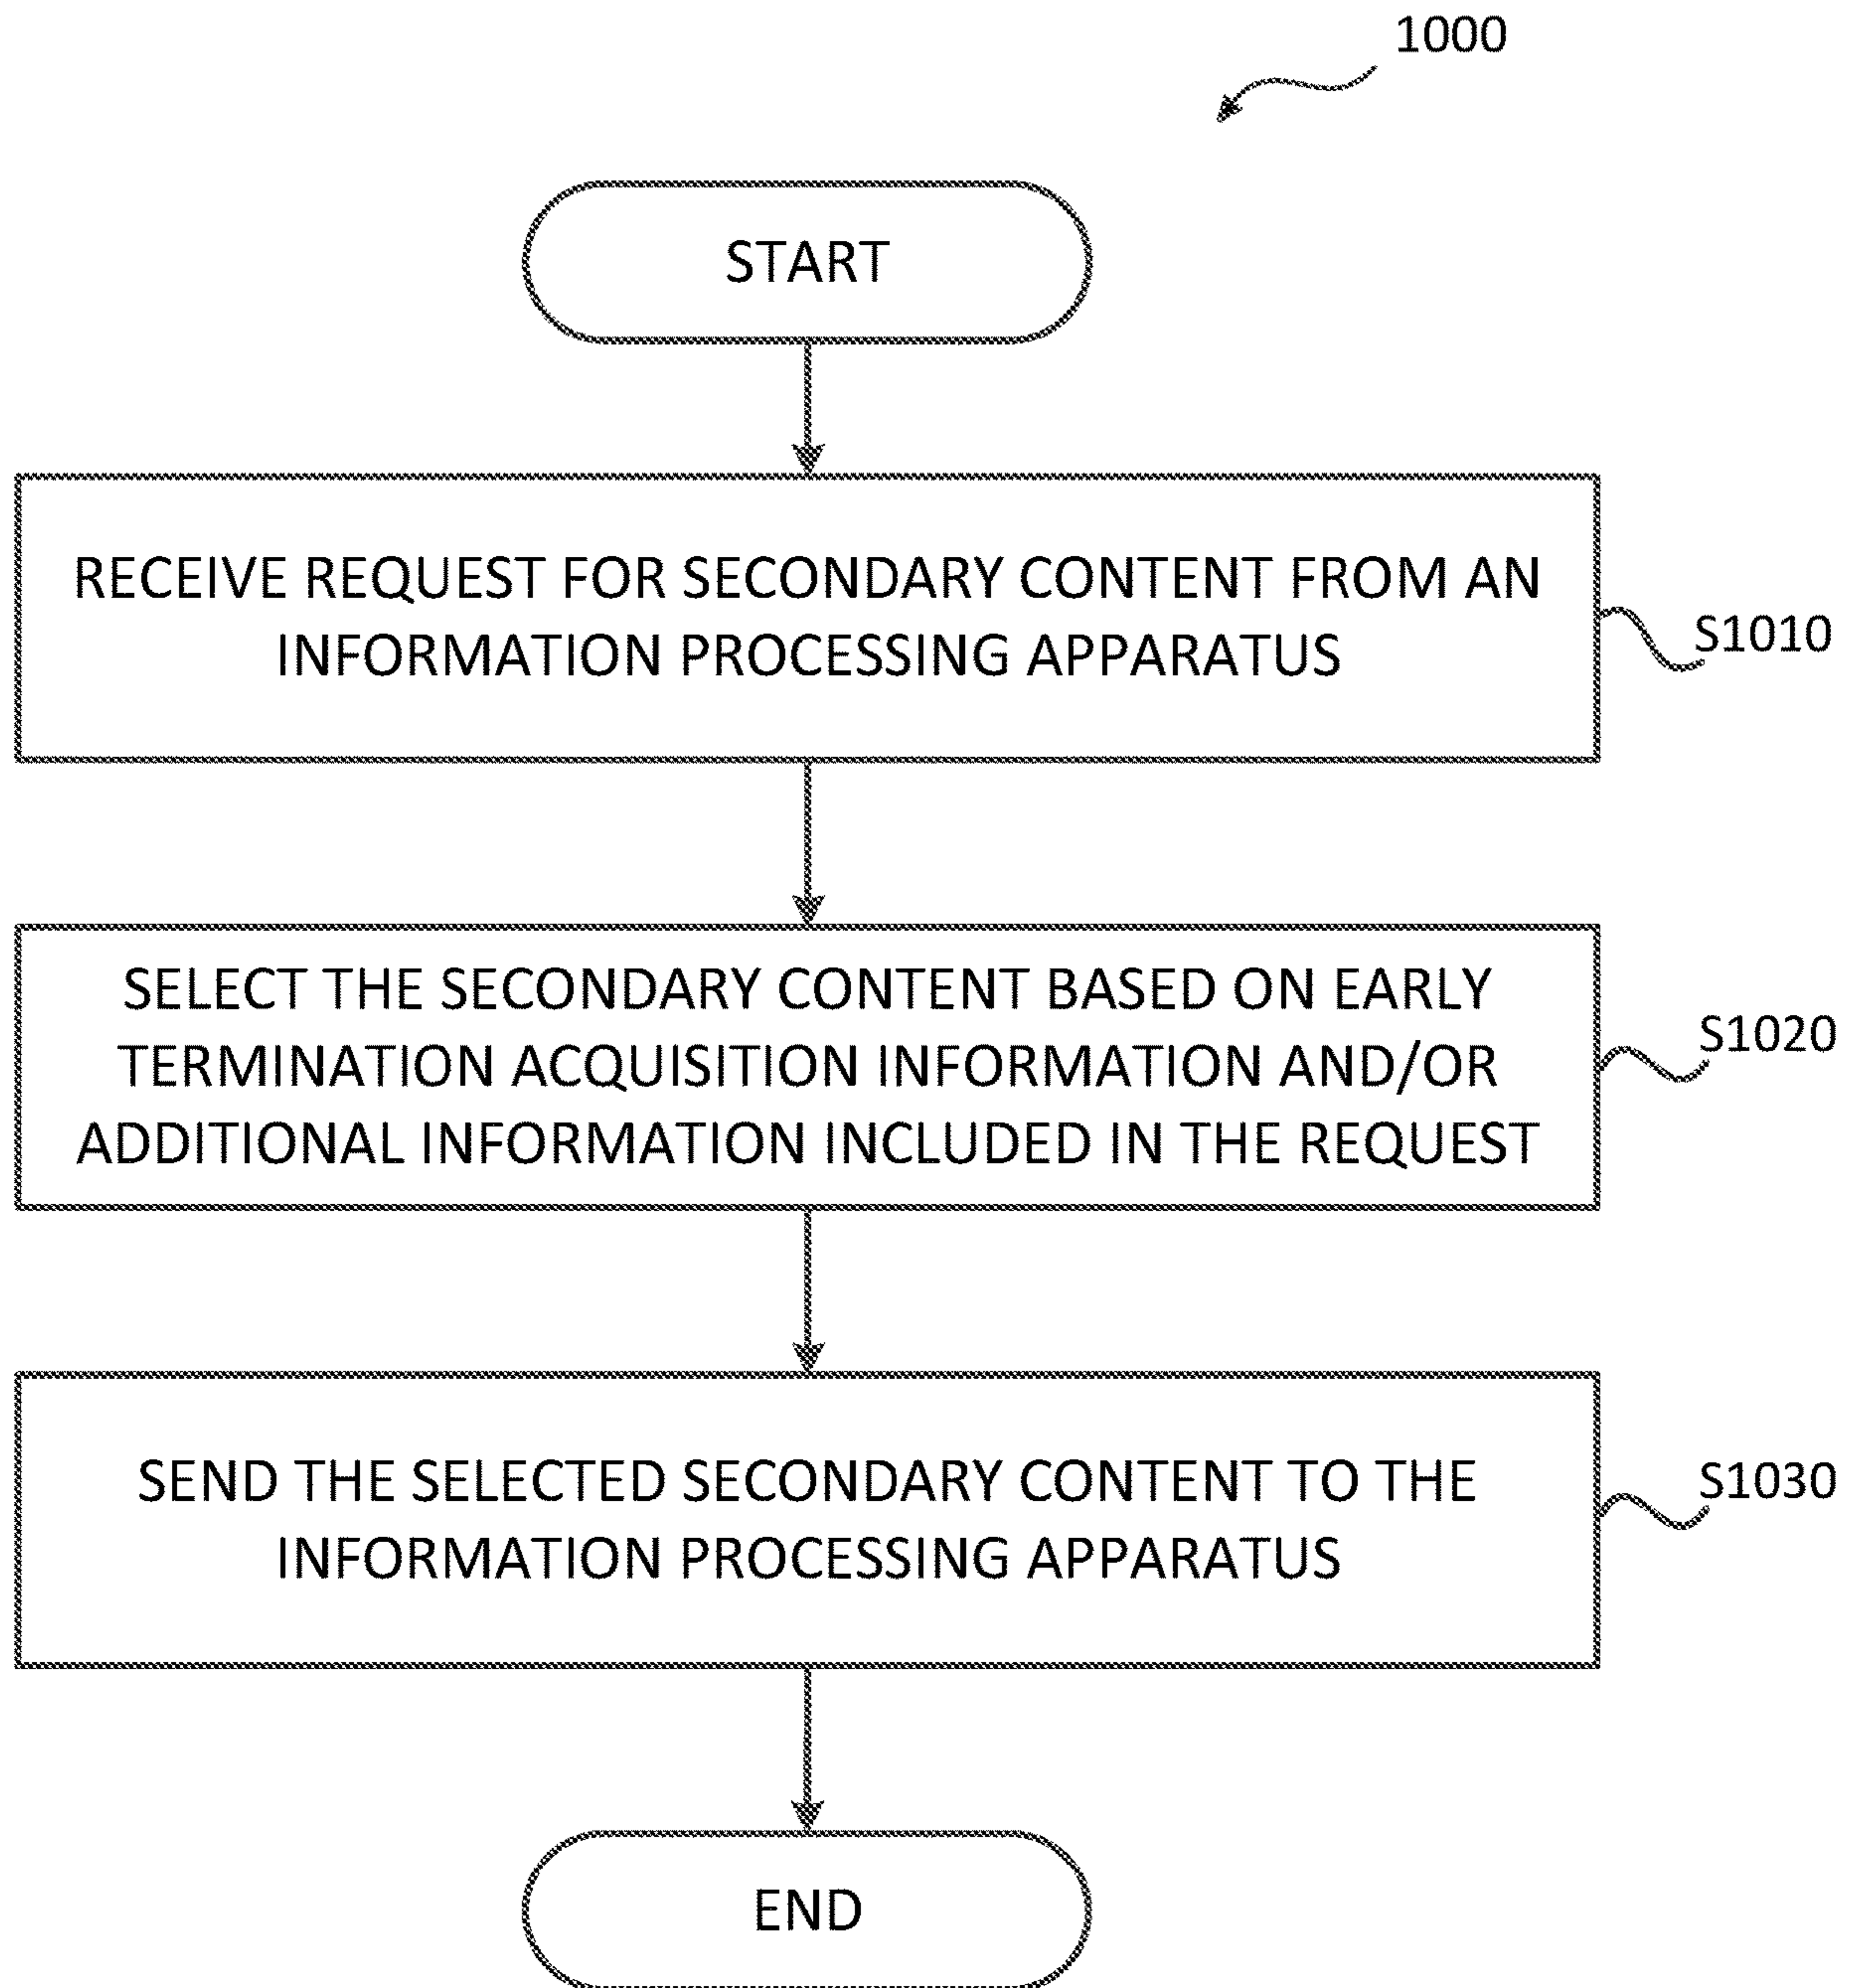 1000
START
RECEIVE REQUEST FOR SECONDARY CONTENT FROM AN
INFORMATION PROCESSING APPARATUS
S1010
SELECT THE SECONDARY CONTENT BASED ON EARLY
TERMINATION ACQUISITION INFORMATION AND/OR
ADDITIONAL INFORMATION INCLUDED IN THE REQUEST
S1020
SEND THE SELECTED SECONDARY CONTENT TO THE
INFORMATION PROCESSING APPARATUS
S1030
END